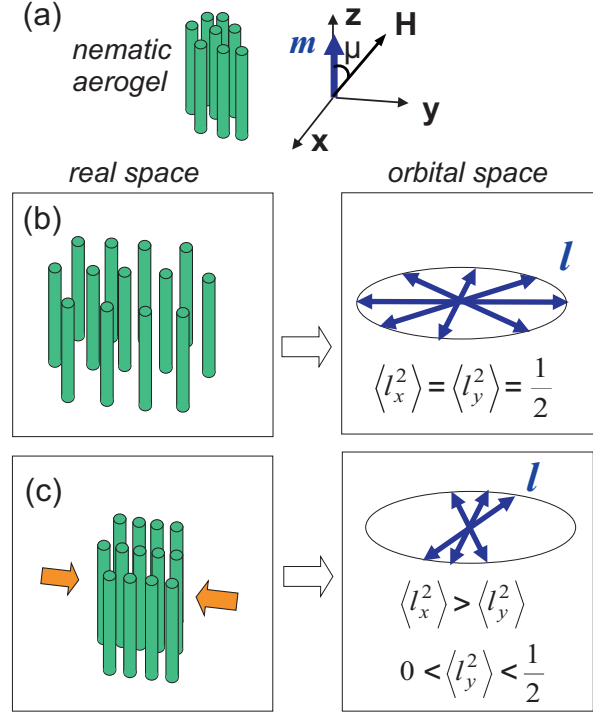 (a)
nematic
aerogel
z
m
μ
H
y
x
real space
orbital space
(b)
l
⟨l_x^2⟩ = ⟨l_y^2⟩ = 1/2
(c)
l
⟨l_x^2⟩ > ⟨l_y^2⟩
0 < ⟨l_y^2⟩ < 1/2